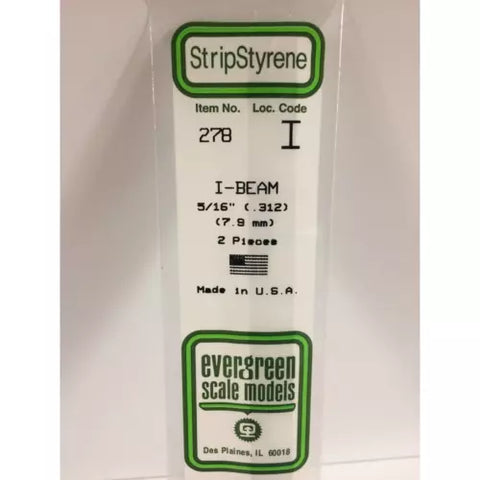 StripStyrene
Item No. Loc. Code
278 I
I-BEAM
5/16" (.312)
(7.9 mm)
2 Pieces
Made in U.S.A.
evergreen
scale models
Des Plaines, IL 60018